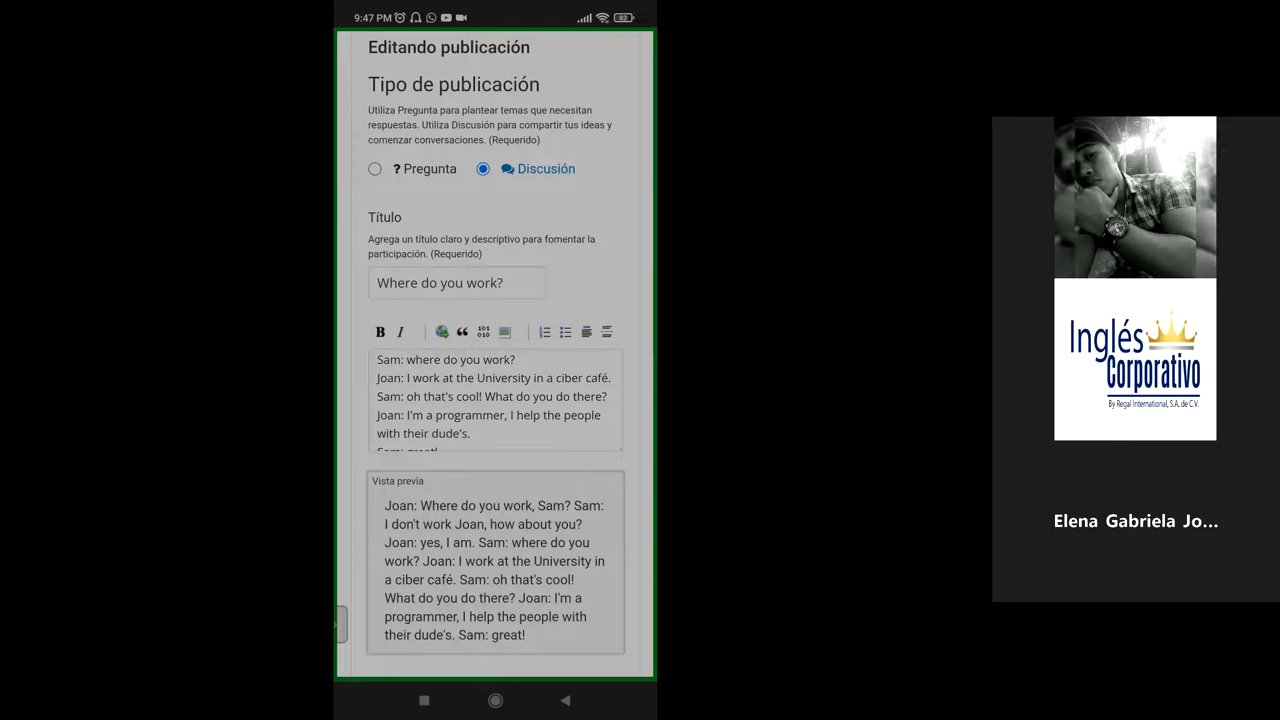 9:47 PM
82
Editando publicación
Tipo de publicación
Utiliza Pregunta para plantear temas que necesitan
respuestas. Utiliza Discusión para compartir tus ideas y
comenzar conversaciones. (Requerido)
? Pregunta
Discusión
Título
Agrega un título claro y descriptivo para fomentar la
participación. (Requerido)
Where do you work?
B I
101
010
Sam: where do you work?
Joan: I work at the University in a ciber café.
Sam: oh that's cool! What do you do there?
Joan: I'm a programmer, I help the people
with their dude's.
Sam: great!
Vista previa
Joan: Where do you work, Sam? Sam:
I don't work Joan, how about you?
Joan: yes, I am. Sam: where do you
work? Joan: I work at the University in
a ciber café. Sam: oh that's cool!
What do you do there? Joan: I'm a
programmer, I help the people with
their dude's. Sam: great!
Inglés
Corporativo
By Regal International, S.A. de C.V.
Elena Gabriela Jo...